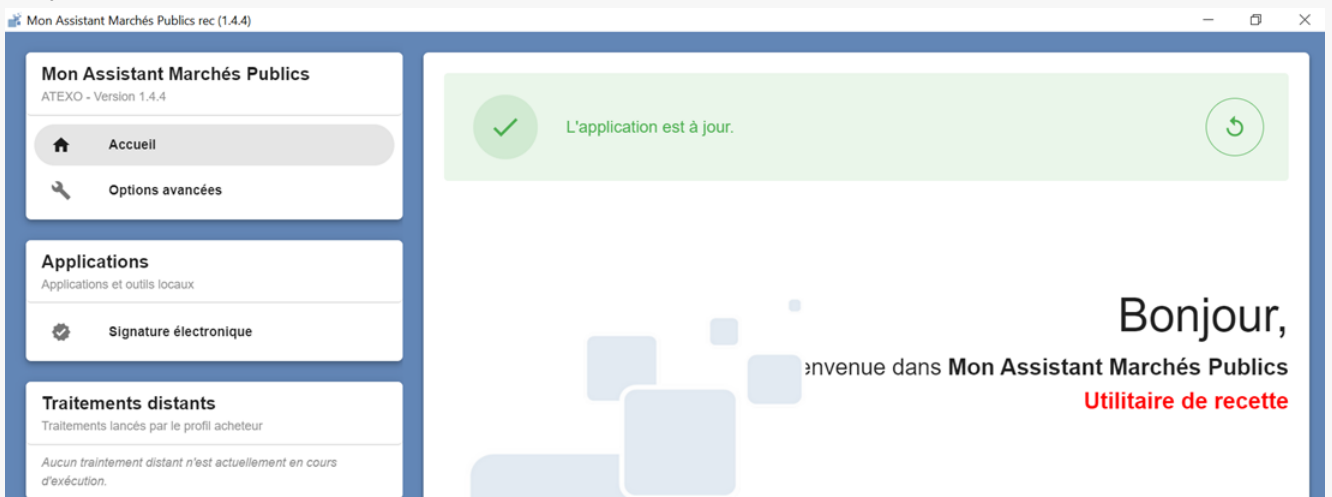 Mon Assistant Marchés Publics rec (1.4.4)
Mon Assistant Marchés Publics
ATEXO - Version 1.4.4
Accueil
Options avancées
Applications
Applications et outils locaux
Signature électronique
Traitements distants
Traitements lancés par le profil acheteur
Aucun traintement distant n'est actuellement en cours
d'exécution.
L'application est à jour.
Bonjour,
envenue dans Mon Assistant Marchés Publics
Utilitaire de recette